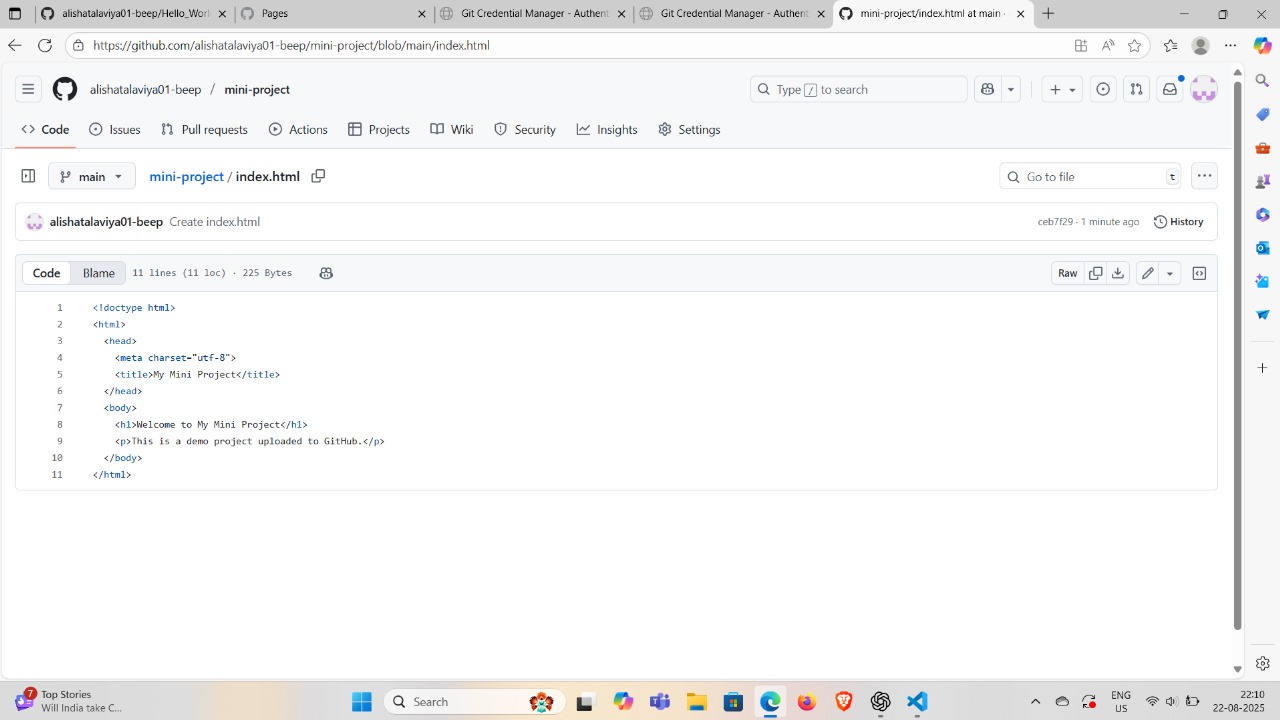 alishatalaviya01-beep/Hello_Worl
Pages
Git Credential Manager - Authent
Git Credential Manager - Authent
mini-project/index.html at main ·
https://github.com/alishatalaviya01-beep/mini-project/blob/main/index.html
alishatalaviya01-beep / mini-project
Type / to search
Code Issues Pull requests Actions Projects Wiki Security Insights Settings
main mini-project / index.html
Go to file t
alishatalaviya01-beep Create index.html
ceb7f29 · 1 minute ago History
Code Blame 11 lines (11 loc) · 225 Bytes
Raw
1 <!doctype html>
2 <html>
3 <head>
4 <meta charset="utf-8">
5 <title>My Mini Project</title>
6 </head>
7 <body>
8 <h1>Welcome to My Mini Project</h1>
9 <p>This is a demo project uploaded to GitHub.</p>
10 </body>
11 </html>
7
Top Stories
Will India take C...
Search
ENG
US
22:10
22-08-2025